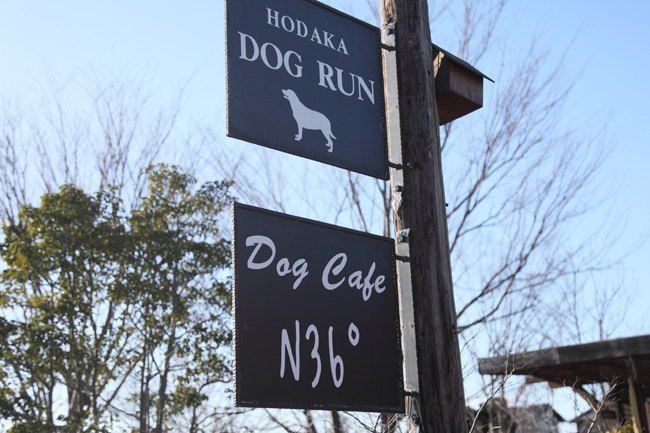 HODAKA
DOG RUN
Dog Cafe
N36°